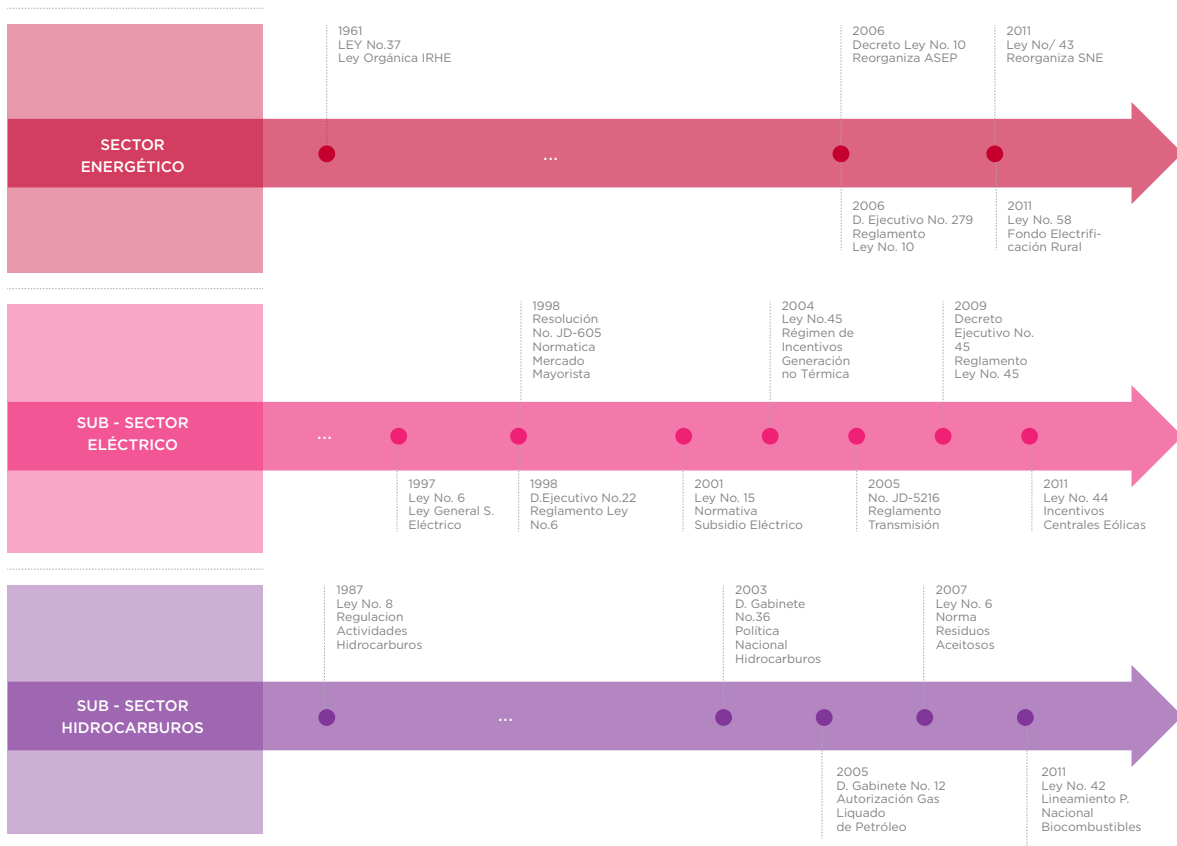 1961
LEY No.37
Ley Orgánica IRHE
2006
Decreto Ley No. 10
Reorganiza ASEP
2011
Ley No/ 43
Reorganiza SNE
SECTOR
ENERGÉTICO
...
2006
D. Ejecutivo No. 279
Reglamento
Ley No. 10
2011
Ley No. 58
Fondo Electrifi-
cación Rural
1998
Resolución
No. JD-605
Normatica
Mercado
Mayorista
2004
Ley No.45
Régimen de
Incentivos
Generación
no Térmica
2009
Decreto
Ejecutivo No.
45
Reglamento
Ley No. 45
SUB - SECTOR
ELÉCTRICO
...
1997
Ley No. 6
Ley General S.
Eléctrico
1998
D.Ejecutivo No.22
Reglamento Ley
No.6
2001
Ley No. 15
Normativa
Subsidio Eléctrico
2005
No. JD-5216
Reglamento
Transmisión
2011
Ley No. 44
Incentivos
Centrales Eólicas
1987
Ley No. 8
Regulacion
Actividades
Hidrocarburos
2003
D. Gabinete
No.36
Política
Nacional
Hidrocarburos
2007
Ley No. 6
Norma
Residuos
Aceitosos
SUB - SECTOR
HIDROCARBUROS
...
2005
D. Gabinete No. 12
Autorización Gas
Liquado
de Petróleo
2011
Ley No. 42
Lineamiento P.
Nacional
Biocombustibles